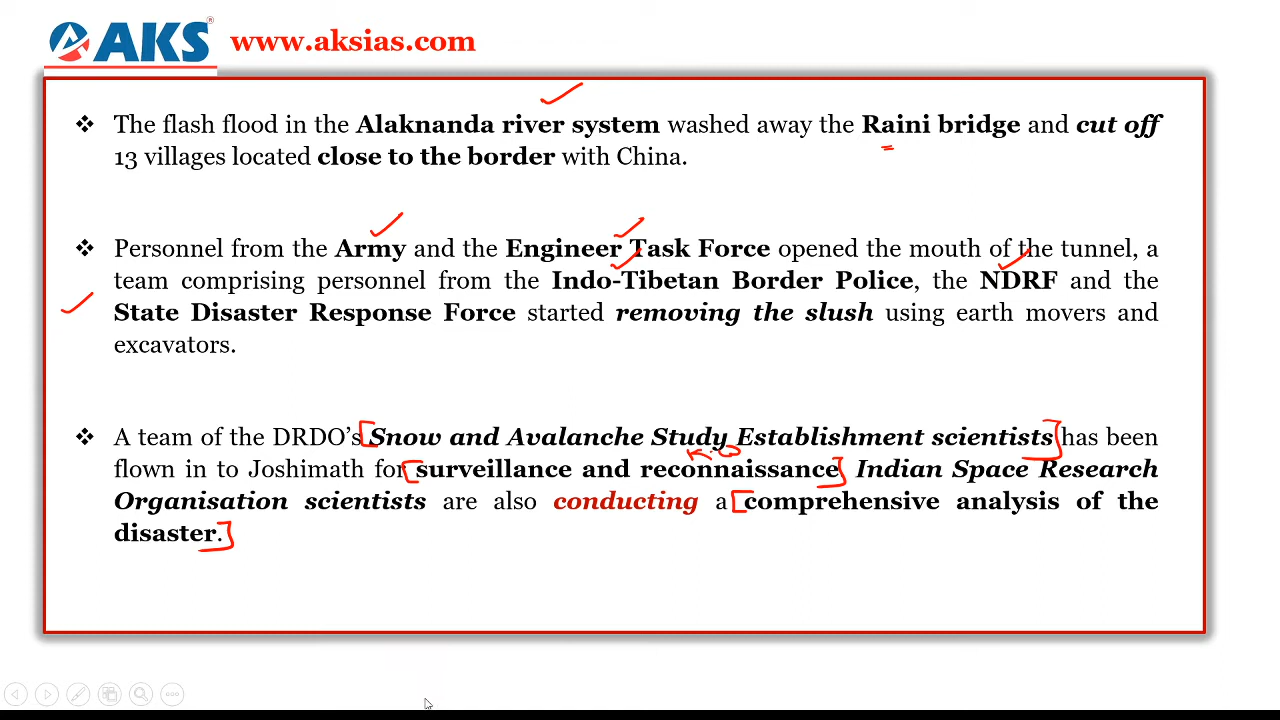 AKS®
www.aksias.com
❖ The flash flood in the Alaknanda river system washed away the Raini bridge and cut off
13 villages located close to the border with China.
❖ Personnel from the Army and the Engineer Task Force opened the mouth of the tunnel, a
team comprising personnel from the Indo-Tibetan Border Police, the NDRF and the
State Disaster Response Force started removing the slush using earth movers and
excavators.
❖ A team of the DRDO’s Snow and Avalanche Study Establishment scientists has been
flown in to Joshimath for surveillance and reconnaissance Indian Space Research
Organisation scientists are also conducting a comprehensive analysis of the
disaster.